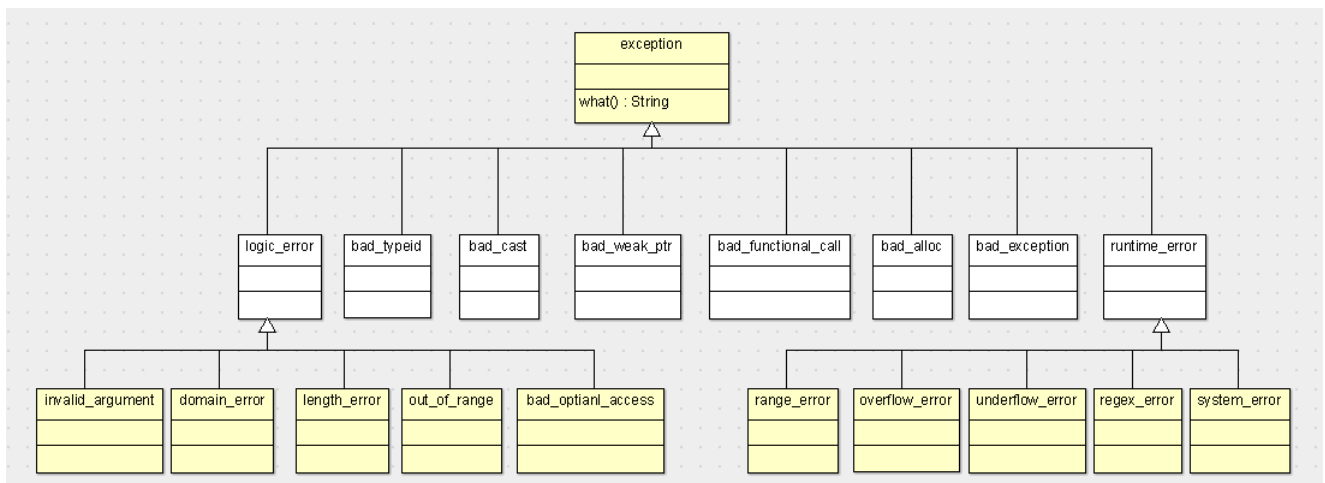 exception
what() : String
logic_error
bad_typeid
bad_cast
bad_weak_ptr
bad_functional_call
bad_alloc
bad_exception
runtime_error
invalid_argument
domain_error
length_error
out_of_range
bad_optianl_access
range_error
overflow_error
underflow_error
regex_error
system_error